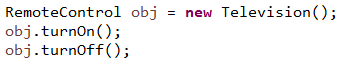 RemoteControl obj = new Television();
obj.turnOn();
obj.turnOff();